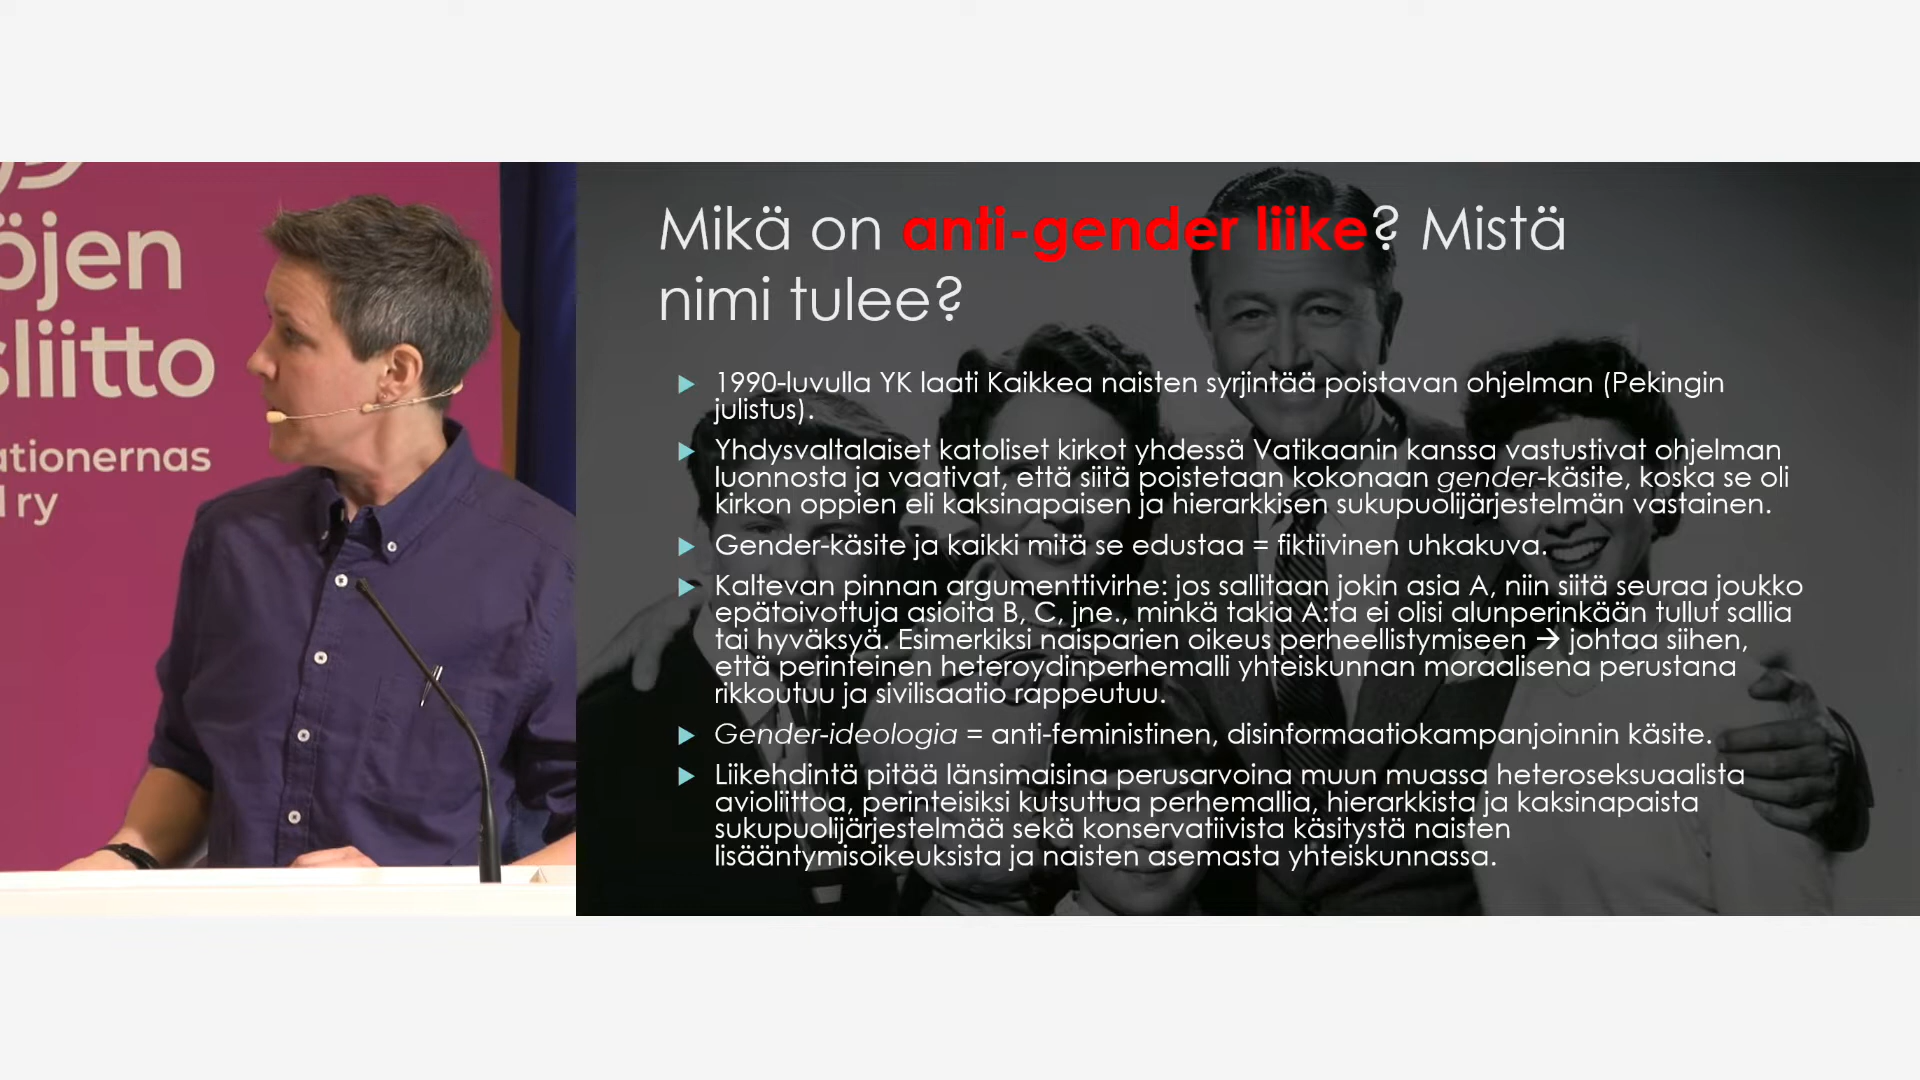 öjen
sliitto
ationernas
l ry
Mikä on anti-gender liike? Mistä
nimi tulee?
1990-luvulla YK laati Kaikkea naisten syrjintää poistavan ohjelman (Pekingin
julistus).
Yhdysvaltalaiset katoliset kirkot yhdessä Vatikaanin kanssa vastustivat ohjelman
luonnosta ja vaativat, että siitä poistetaan kokonaan gender-käsite, koska se oli
kirkon oppien eli kaksinapaisen ja hierarkkisen sukupuolijärjestelmän vastainen.
Gender-käsite ja kaikki mitä se edustaa = fiktiivinen uhkakuva.
Kaltevan pinnan argumenttivirhe: jos sallitaan jokin asia A, niin siitä seuraa joukko
epätoivottuja asioita B, C, jne., minkä takia A:ta ei olisi alunperinkään tullut sallia
tai hyväksyä. Esimerkiksi naisparien oikeus perheellistymiseen → johtaa siihen,
että perinteinen heteroydinperhemalli yhteiskunnan moraalisena perustana
rikkoutuu ja sivilisaatio rappeutuu.
Gender-ideologia = anti-feministinen, disinformaatiokampanjoinnin käsite.
Liikehdintä pitää länsimaisina perusarvoina muun muassa heteroseksuaalista
avioliittoa, perinteisiksi kutsuttua perhemallia, hierarkkista ja kaksinapaista
sukupuolijärjestelmää sekä konservatiivista käsitystä naisten
lisääntymisoikeuksista ja naisten asemasta yhteiskunnassa.